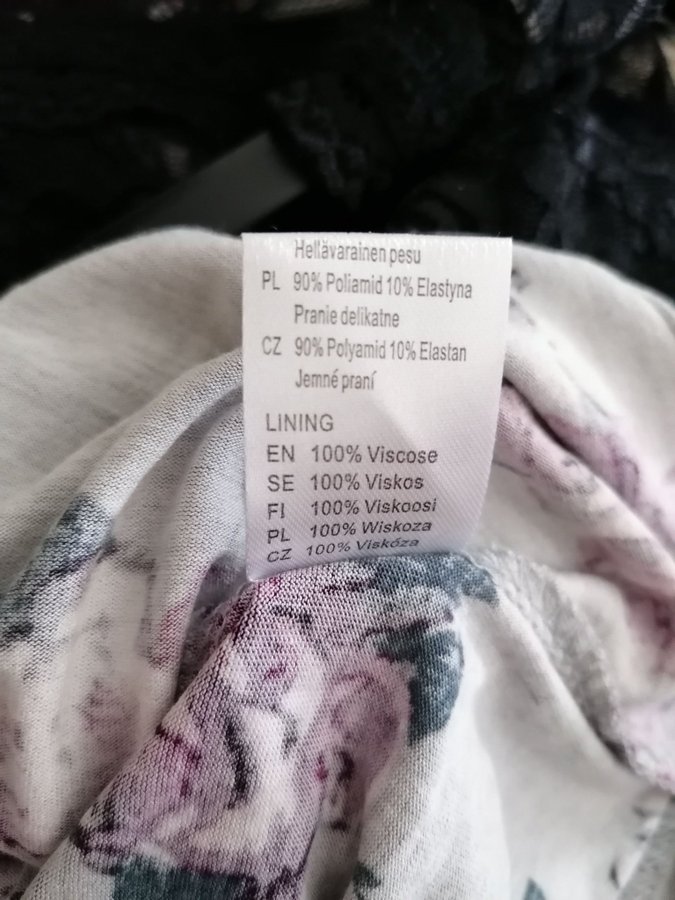 Hellävarainen pesu
PL 90% Poliamid 10% Elastyna
Pranie delikatne
CZ 90% Polyamid 10% Elastan
Jemné praní
LINING
EN 100% Viscose
SE 100% Viskos
FI 100% Viskoosi
PL 100% Wiskoza
CZ 100% Viskóza